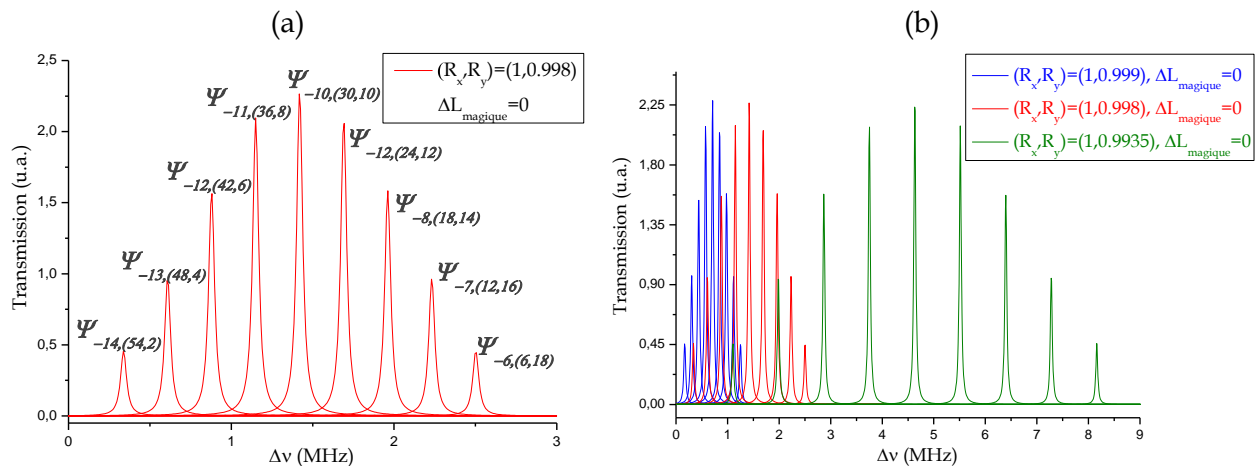 (a)
(b)
2,5
2,0
1,5
1,0
0,5
0,0
Transmission (u.a.)
(R_x,R_y)=(1,0.998)
ΔL_magique=0
Ψ_−14,(54,2)
Ψ_−13,(48,4)
Ψ_−12,(42,6)
Ψ_−11,(36,8)
Ψ_−10,(30,10)
Ψ_−12,(24,12)
Ψ_−8,(18,14)
Ψ_−7,(12,16)
Ψ_−6,(6,18)
0 1 2 3
Δν (MHz)
2,25
1,80
1,35
0,90
0,45
0,00
Transmission (u.a.)
(R_x,R_y)=(1,0.999), ΔL_magique=0
(R_x,R_y)=(1,0.998), ΔL_magique=0
(R_x,R_y)=(1,0.9935), ΔL_magique=0
0 1 2 3 4 5 6 7 8 9
Δν (MHz)